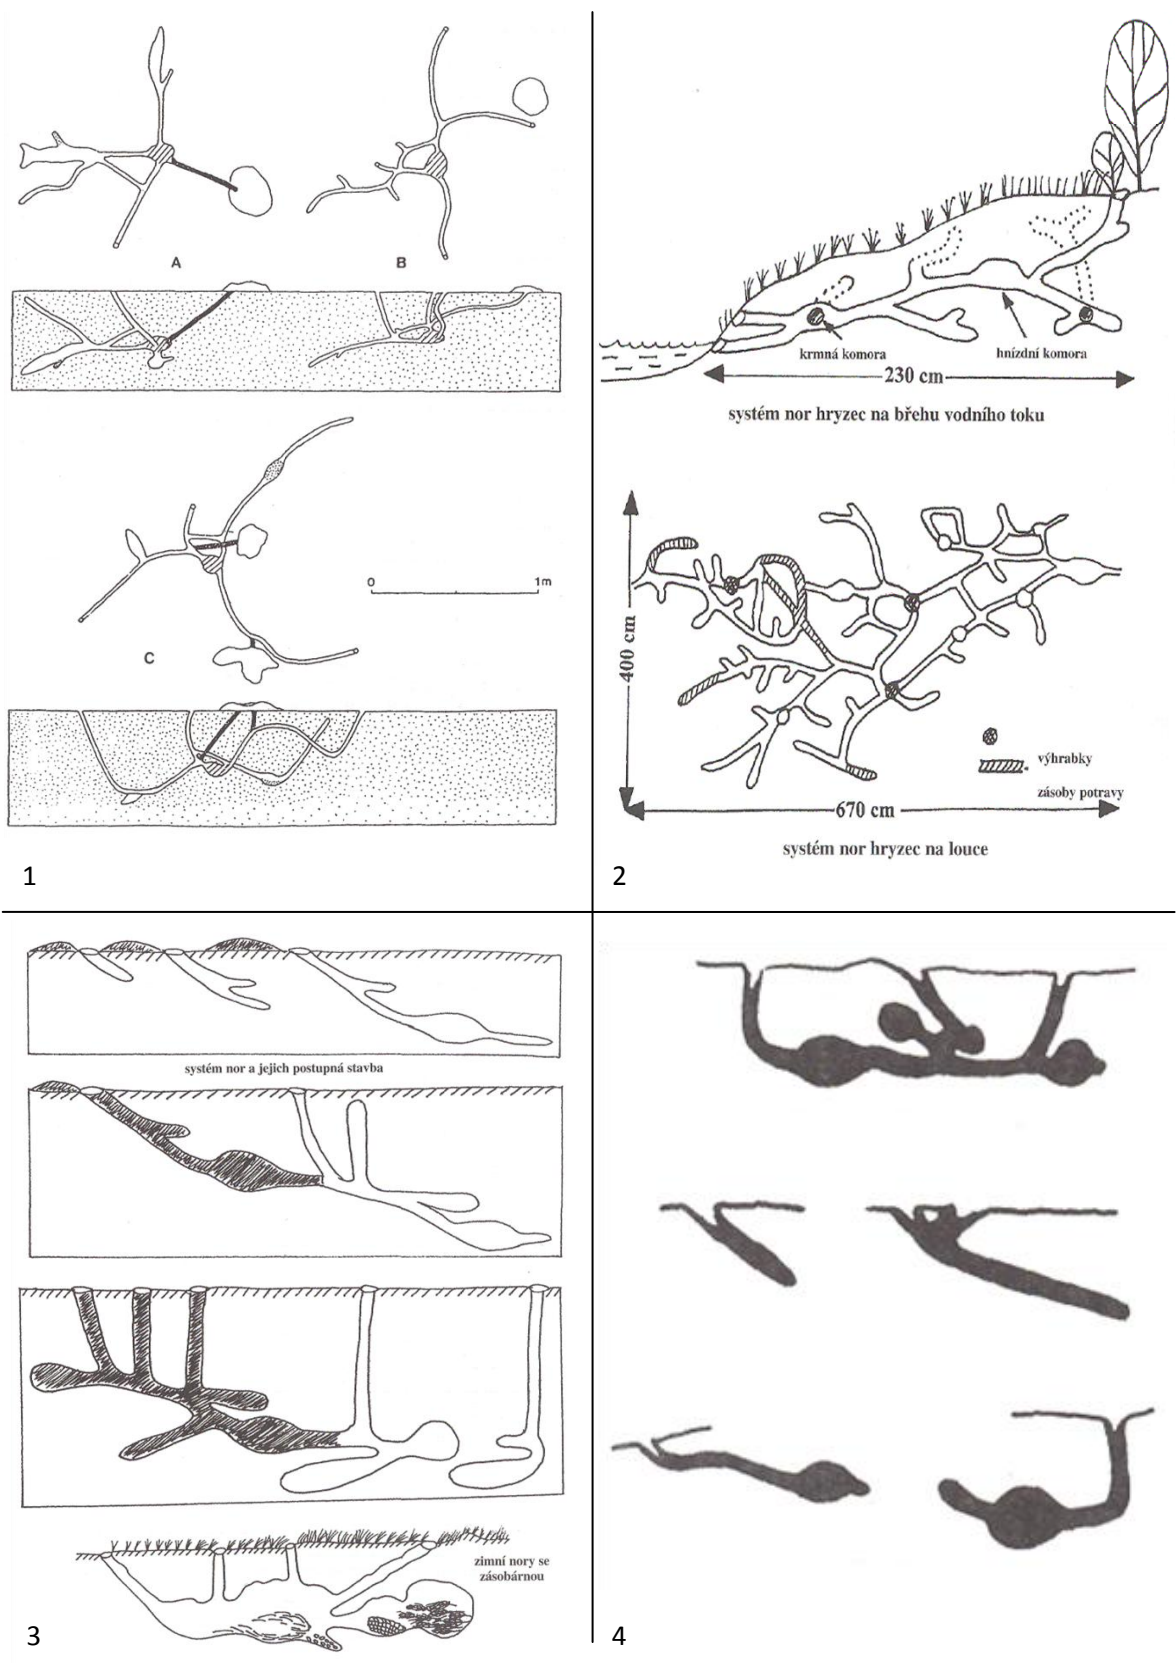 A
B
C
0
1m
1
krmná komora
hnízdní komora
230 cm
systém nor hryzec na břehu vodního toku
400 cm
výhrabky
zásoby potravy
670 cm
systém nor hryzec na louce
2
systém nor a jejich postupná stavba
zimní nory se
zásobárnou
3
4